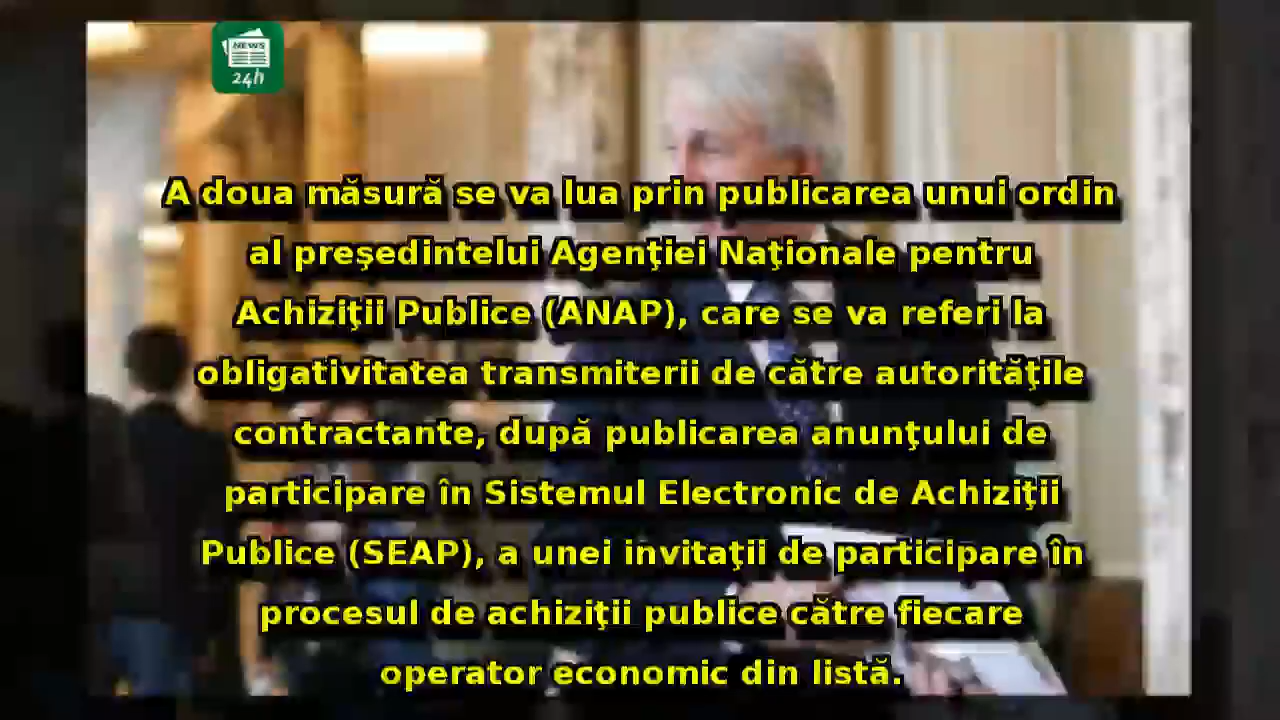 NEWS
24h
A doua măsură se va lua prin publicarea unui ordin
al preşedintelui Agenţiei Naţionale pentru
Achiziţii Publice (ANAP), care se va referi la
obligativitatea transmiterii de către autorităţile
contractante, după publicarea anunţului de
participare în Sistemul Electronic de Achiziţii
Publice (SEAP), a unei invitaţii de participare în
procesul de achiziţii publice către fiecare
operator economic din listă.